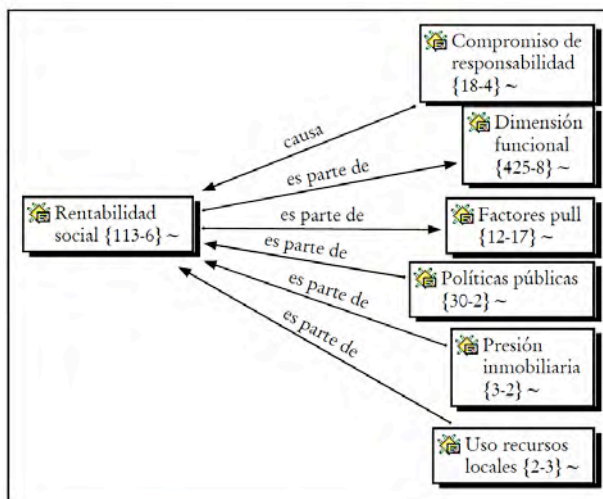 Compromiso de
responsabilidad
{18-4} ~
causa
Dimensión
funcional
{425-8} ~
es parte de
Rentabilidad
social {113-6} ~
es parte de
Factores pull
{12-17} ~
es parte de
Políticas públicas
{30-2} ~
es parte de
Presión
inmobiliaria
{3-2} ~
es parte de
Uso recursos
locales {2-3} ~